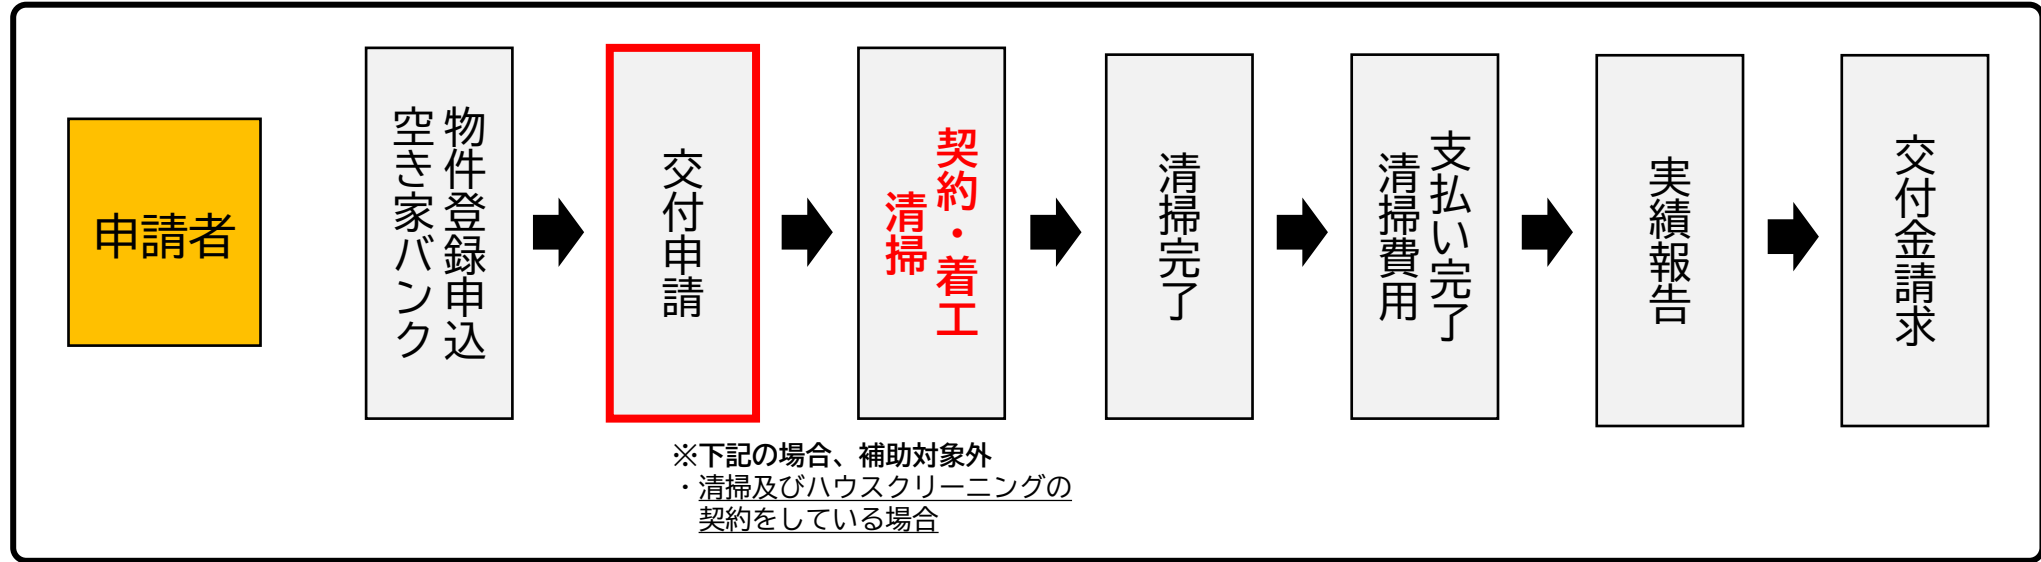 申請者
空き家バンク
物件登録申込
交付申請
清掃
契約・着工
清掃完了
清掃費用
支払い完了
実績報告
交付金請求
※下記の場合、補助対象外
・清掃及びハウスクリーニングの
契約をしている場合